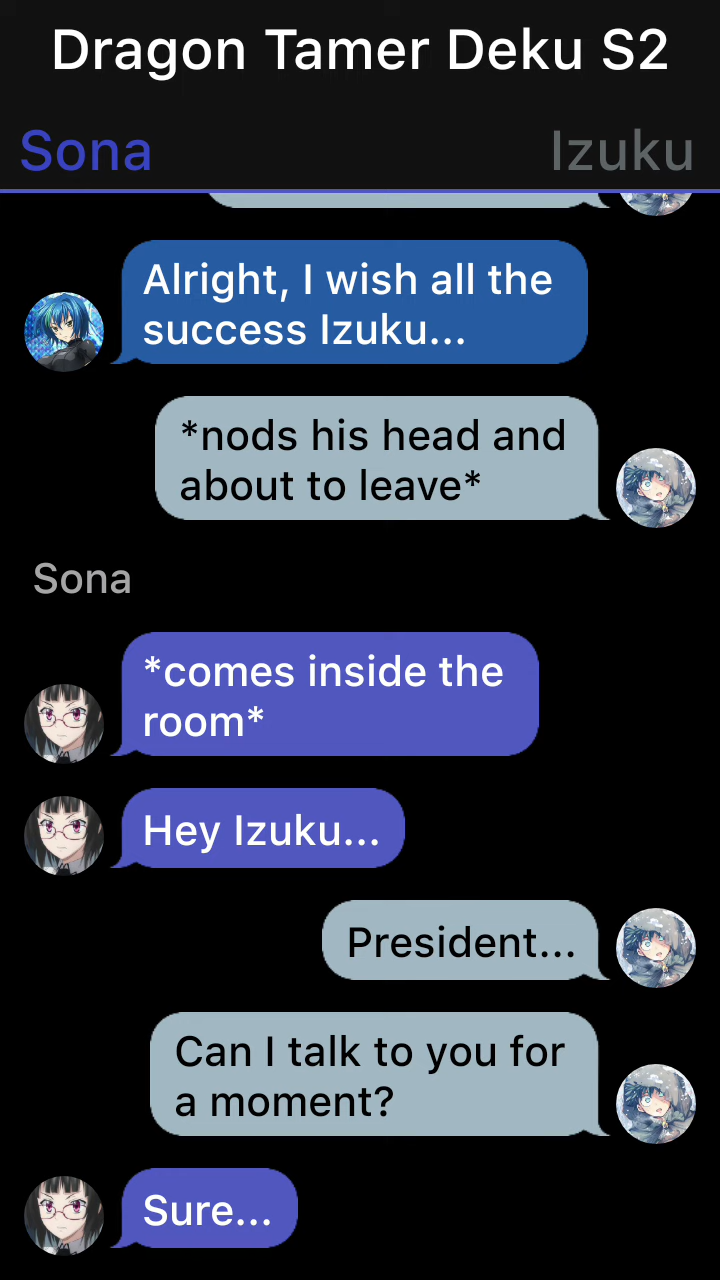 Dragon Tamer Deku S2
Sona
Izuku
Alright, I wish all the
success Izuku...
*nods his head and
about to leave*
Sona
*comes inside the
room*
Hey Izuku...
President...
Can I talk to you for
a moment?
Sure...